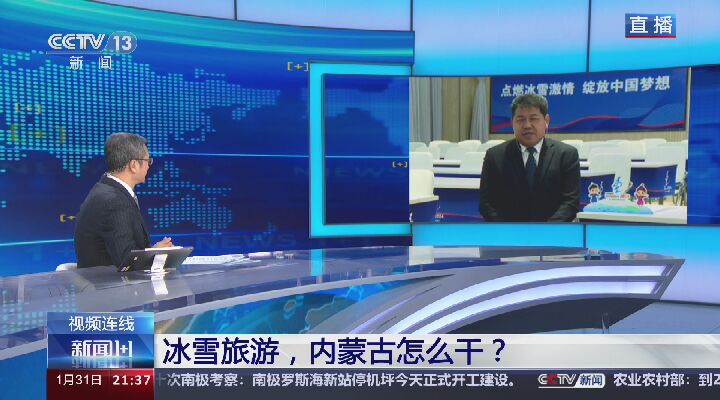 CCTV 13
新闻
直播
点燃冰雪激情 绽放中国梦想
NEWS
视频连线
新闻1+1
冰雪旅游，内蒙古怎么干？
1月31日 21:37
十次南极考察：南极罗斯海新站停机坪今天正式开工建设。 CCTV新闻 农业农村部：到2